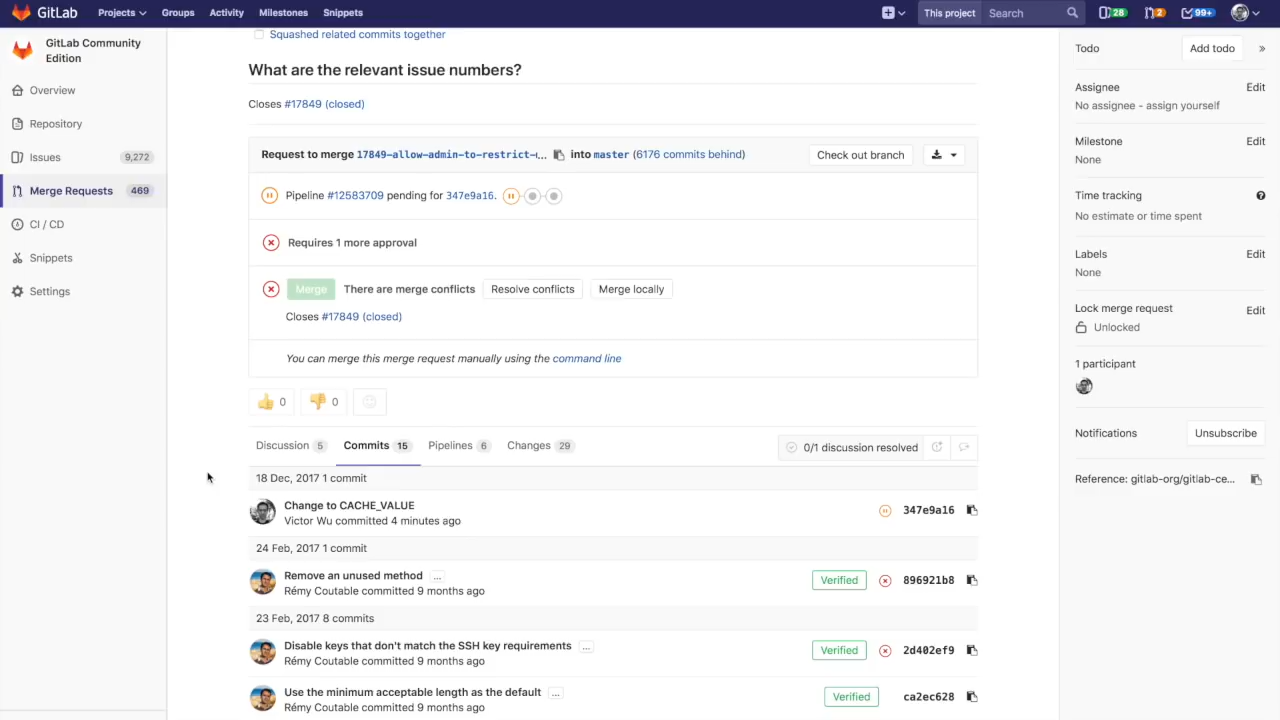 GitLab Projects Groups Activity Milestones Snippets This project Search 28 2 99+
GitLab Community
Edition
Overview
Repository
Issues 9,272
Merge Requests 469
CI / CD
Snippets
Settings
Squashed related commits together
What are the relevant issue numbers?
Closes #17849 (closed)
Request to merge 17849-allow-admin-to-restrict-... into master (6176 commits behind) Check out branch
Pipeline #12583709 pending for 347e9a16.
Requires 1 more approval
Merge There are merge conflicts Resolve conflicts Merge locally
Closes #17849 (closed)
You can merge this merge request manually using the command line
0 0
Discussion 5 Commits 15 Pipelines 6 Changes 29 0/1 discussion resolved
18 Dec, 2017 1 commit
Change to CACHE_VALUE
Victor Wu committed 4 minutes ago
347e9a16
24 Feb, 2017 1 commit
Remove an unused method ...
Rémy Coutable committed 9 months ago
Verified 896921b8
23 Feb, 2017 8 commits
Disable keys that don't match the SSH key requirements ...
Rémy Coutable committed 9 months ago
Verified 2d402ef9
Use the minimum acceptable length as the default ...
Rémy Coutable committed 9 months ago
Verified ca2ec628
Todo Add todo »
Assignee Edit
No assignee - assign yourself
Milestone Edit
None
Time tracking ?
No estimate or time spent
Labels Edit
None
Lock merge request Edit
Unlocked
1 participant
Notifications Unsubscribe
Reference: gitlab-org/gitlab-ce...